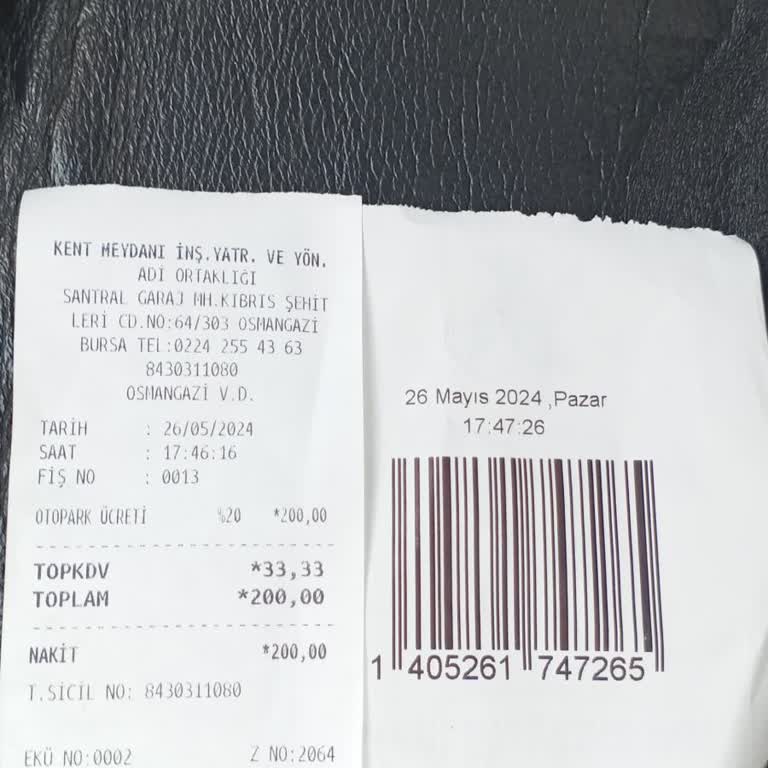 KENT MEYDANI İNŞ.YATR. VE YÖN.
ADİ ORTAKLIĞI
SANTRAL GARAJ MH.KIBRIS ŞEHİT
LERİ CD.NO:64/303 OSMANGAZİ
BURSA TEL:0224 255 43 63
8430311080
OSMANGAZİ V.D.
TARİH : 26/05/2024
SAAT : 17:46:16
FİŞ NO : 0013
OTOPARK ÜCRETİ %20 *200,00
TOPKDV *33,33
TOPLAM *200,00
NAKİT *200,00
T.SİCİL NO: 8430311080
EKÜ NO:0002 Z NO:2064
26 Mayıs 2024 ,Pazar
17:47:26
1 405261 747265